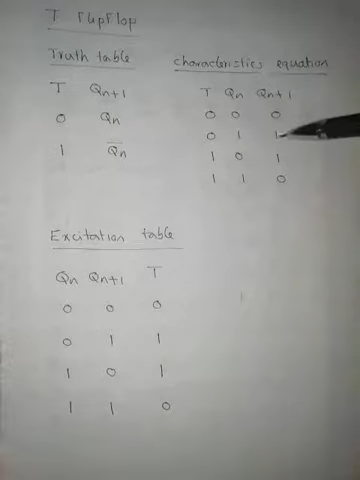 T FlipFlop
Truth table
T Qn+1
0 Qn
1 Q̅n
characteristics equation
T Qn Qn+1
0 0 0
0 1 1
1 0 1
1 1 0
Excitation table
Qn Qn+1 T
0 0 0
0 1 1
1 0 1
1 1 0